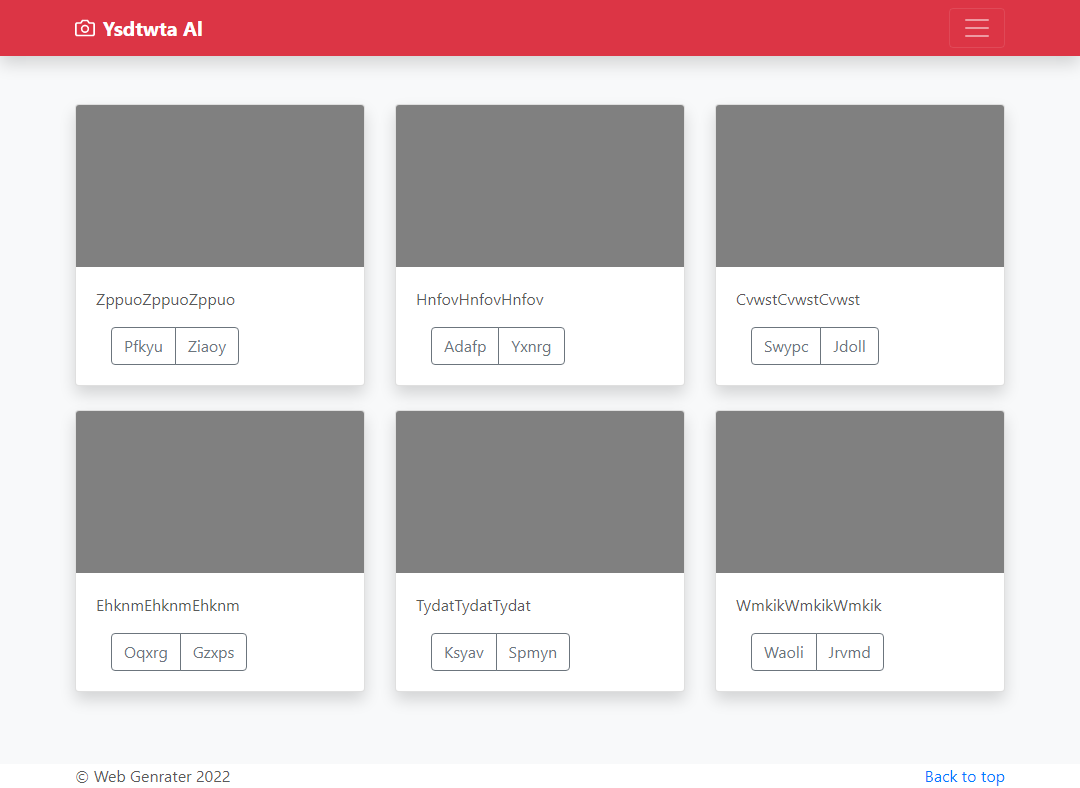 Ysdtwta Al
ZppuoZppuoZppuo
HnfovHnfovHnfov
CvwstCvwstCvwst
Pfkyu Ziaoy
Adafp Yxnrg
Swypc Jdoll
EhknmEhknmEhknm
TydatTydatTydat
WmkikWmkikWmkik
Oqxrg Gzxps
Ksyav Spmyn
Waoli Jrvmd
© Web Genrater 2022
Back to top